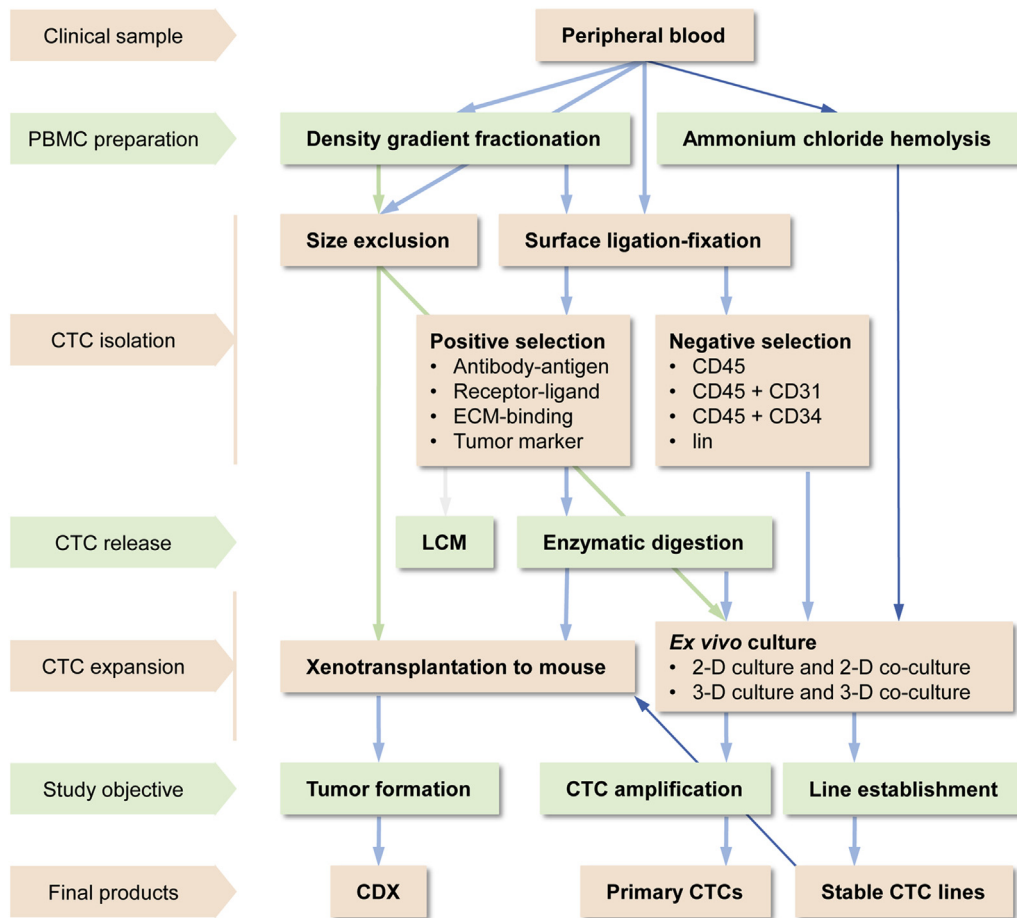 Clinical sample
Peripheral blood
PBMC preparation
Density gradient fractionation
Ammonium chloride hemolysis
Size exclusion
Surface ligation-fixation
CTC isolation
Positive selection
• Antibody-antigen
• Receptor-ligand
• ECM-binding
• Tumor marker
Negative selection
• CD45
• CD45 + CD31
• CD45 + CD34
• lin
CTC release
LCM
Enzymatic digestion
CTC expansion
Xenotransplantation to mouse
Ex vivo culture
• 2-D culture and 2-D co-culture
• 3-D culture and 3-D co-culture
Study objective
Tumor formation
CTC amplification
Line establishment
Final products
CDX
Primary CTCs
Stable CTC lines